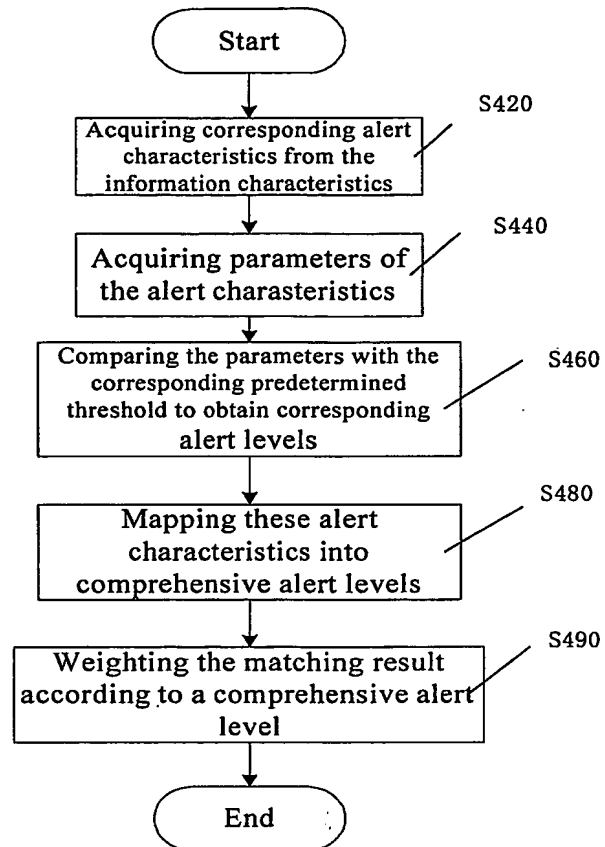 Start
Acquiring corresponding alert
characteristics from the
information characteristics
S420
Acquiring parameters of
the alert charasteristics
S440
Comparing the parameters with the
corresponding predetermined
threshold to obtain corresponding
alert levels
S460
Mapping these alert
characteristics into
comprehensive alert levels
S480
Weighting the matching result
according to a comprehensive alert
level
S490
End